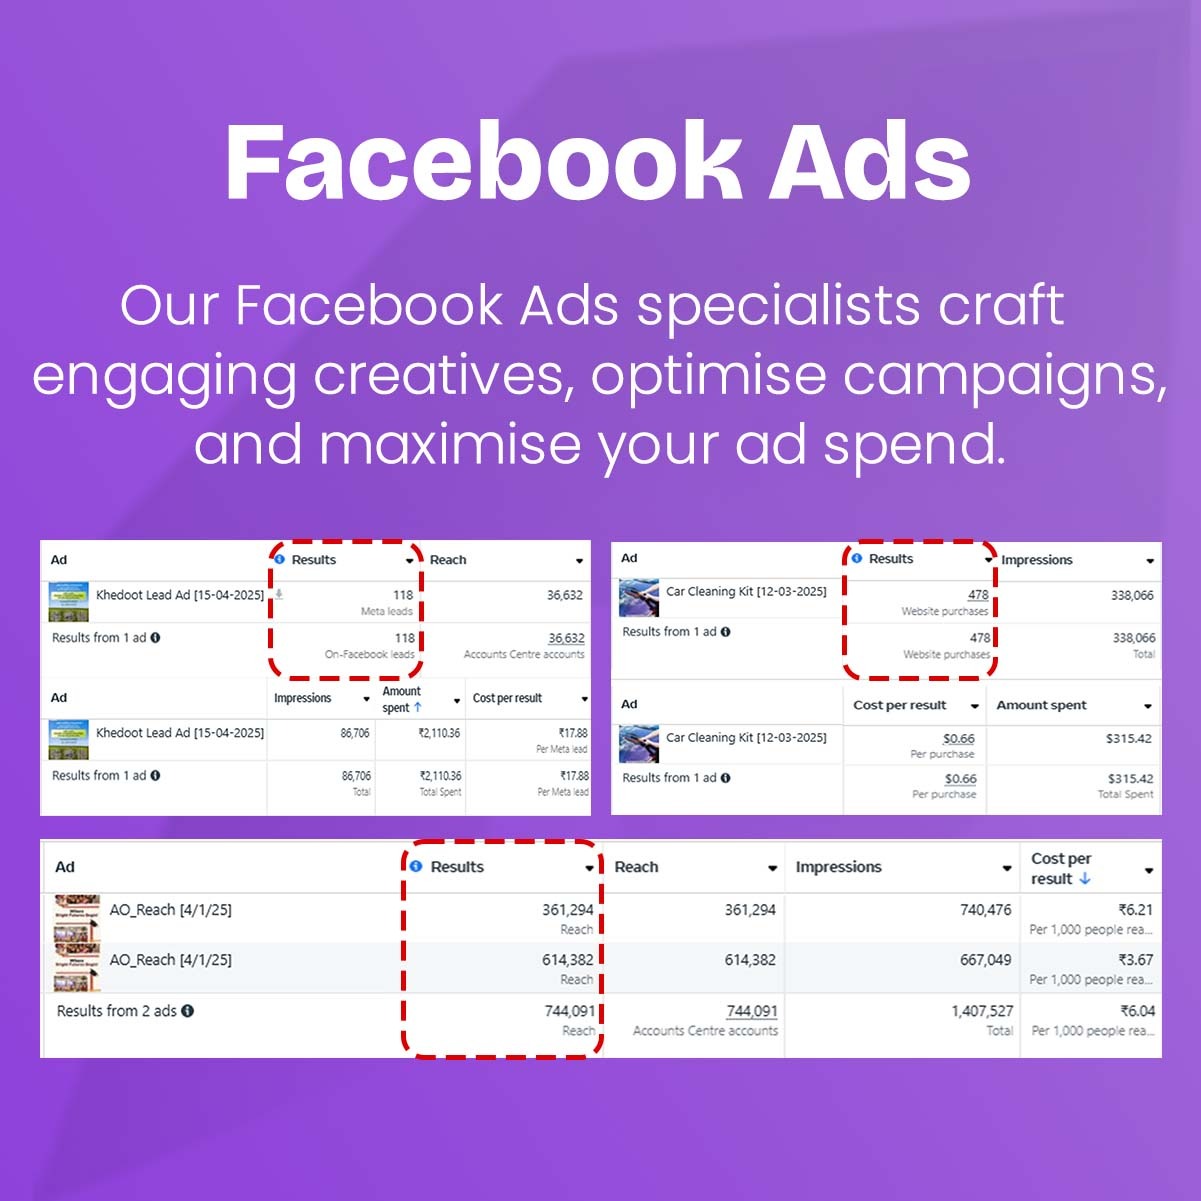 Facebook Ads
Our Facebook Ads specialists craft
engaging creatives, optimise campaigns,
and maximise your ad spend.
Ad Results Reach
Khedoot Lead Ad [15-04-2025] 118 36,632
Meta leads
Results from 1 ad 118 36,632
On-Facebook leads Accounts Centre accounts
Ad Impressions Amount spent ↑ Cost per result
Khedoot Lead Ad [15-04-2025] 86,706 ₹2,110.36 ₹17.88
Per Meta lead
Results from 1 ad 86,706 ₹2,110.36 ₹17.88
Total Total Spent Per Meta lead
Ad Results Impressions
Car Cleaning Kit [12-03-2025] 478 338,066
Website purchases
Results from 1 ad 478 338,066
Website purchases Total
Ad Cost per result Amount spent
Car Cleaning Kit [12-03-2025] $0.66 $315.42
Per purchase
Results from 1 ad $0.66 $315.42
Per purchase Total Spent
Ad Results Reach Impressions Cost per result ↓
AO_Reach [4/1/25] 361,294 361,294 740,476 ₹6.21
Reach Per 1,000 people rea...
AO_Reach [4/1/25] 614,382 614,382 667,049 ₹3.67
Reach Per 1,000 people rea...
Results from 2 ads 744,091 744,091 1,407,527 ₹6.04
Reach Accounts Centre accounts Total Per 1,000 people rea...